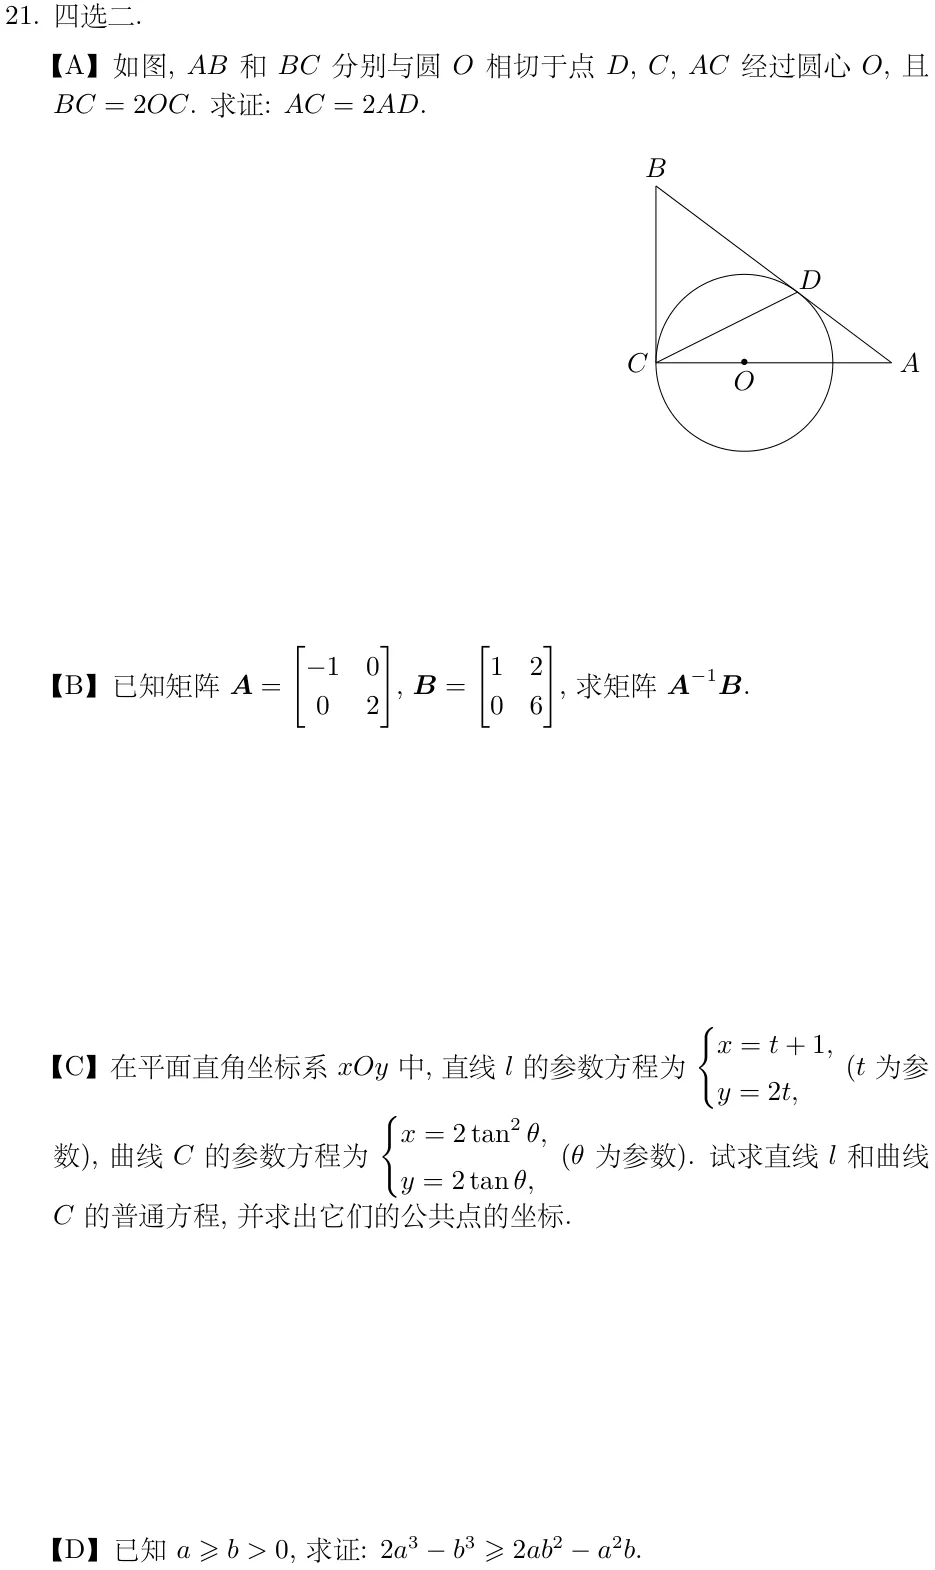 21. 四选二.
【A】如图, AB 和 BC 分别与圆 O 相切于点 D, C, AC 经过圆心 O, 且
BC = 2OC. 求证: AC = 2AD.
B
D
C
O
A
【B】已知矩阵 A = [−1 0; 0 2], B = [1 2; 0 6], 求矩阵 A⁻¹B.
【C】在平面直角坐标系 xOy 中, 直线 l 的参数方程为 { x = t + 1, y = 2t, (t 为参
数), 曲线 C 的参数方程为 { x = 2 tan² θ, y = 2 tan θ, (θ 为参数). 试求直线 l 和曲线
C 的普通方程, 并求出它们的公共点的坐标.
【D】已知 a ⩾ b > 0, 求证: 2a³ − b³ ⩾ 2ab² − a²b.